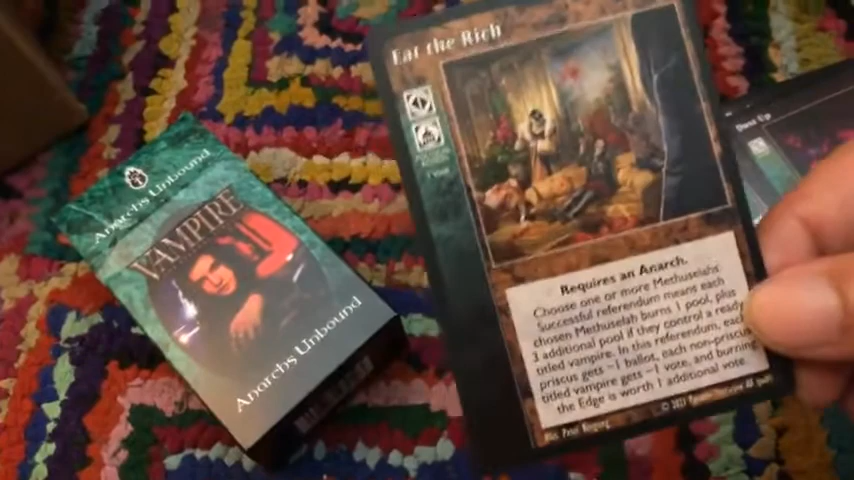 Eat the Rich
Requires an Anarch.
Choose one or more Methuselahs.
Successful referendum means each
chosen Methuselah burns 1 pool, plus
3 additional pool if they control a ready
titled vampire. In this referendum, each
priscus gets -1 ballot, each non-priscus
titled vampire gets -1 vote, and burning
the Edge is worth 1 additional vote.
Dust Up
Anarchs Unbound
VAMPIRE
Anarchs Unbound